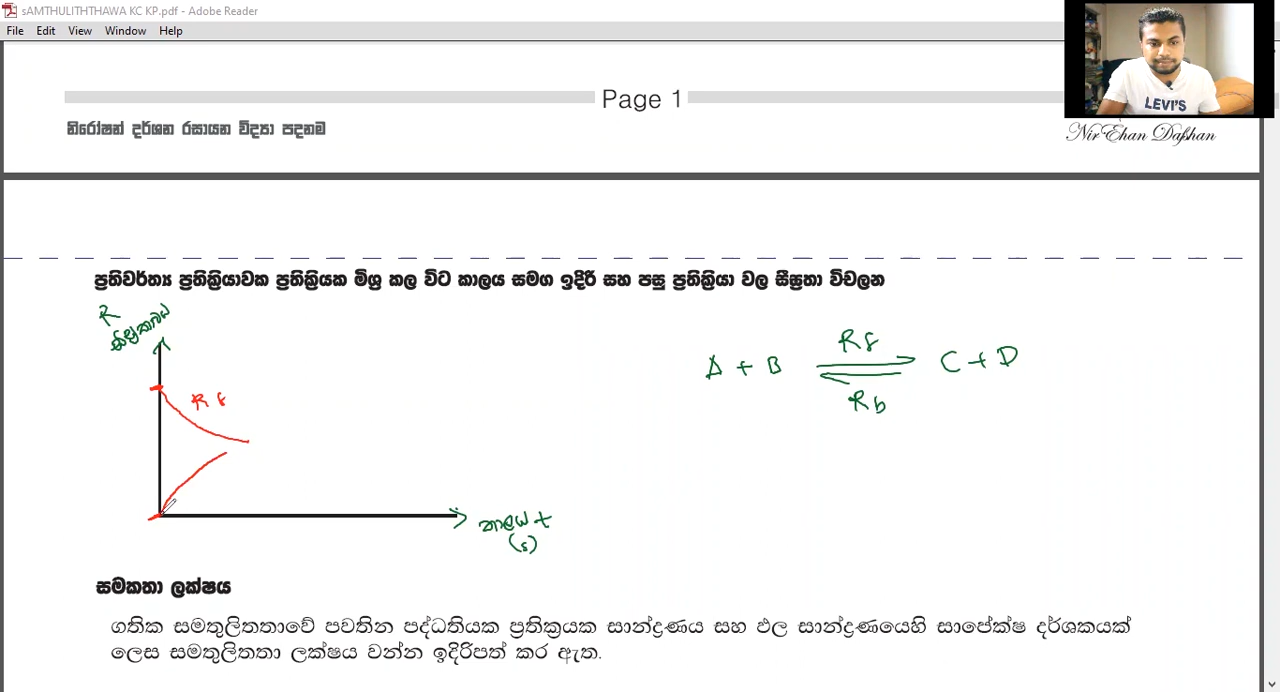 sAMTHULITHTHAWA KC KP.pdf - Adobe Reader
File Edit View Window Help
Page 1
LEVI'S
නිරෝෂන් දර්ශන රසායන විද්‍යා පදනම
Nir Ehan Dafhan
ප්‍රතිවර්ත්‍ය ප්‍රතික්‍රියාවක ප්‍රතික්‍රියක මිශ්‍ර කල විට කාලය සමග ඉදිරි සහ පසු ප්‍රතික්‍රියා වල සීඝ්‍රතා විචලන
R
සීඝ්‍රතාවය
Rf
A + B ⇌ C + D
Rf
Rb
කාලය t
(s)
සමකතා ලක්ෂය
ගතික සමතුලිතතාවේ පවතින පද්ධතියක ප්‍රතික්‍රයක සාන්ද්‍රණය සහ ඵල සාන්ද්‍රණයෙහි සාපේක්ෂ දර්ශකයක්
ලෙස සමතුලිතතා ලක්ෂය වන්න ඉදිරිපත් කර ඇත.